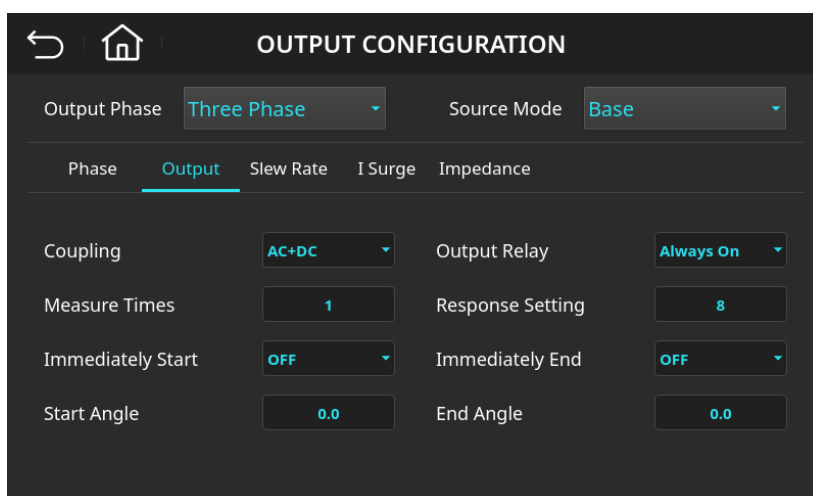 OUTPUT CONFIGURATION
Output Phase Three Phase Source Mode Base
Phase Output Slew Rate I Surge Impedance
Coupling AC+DC Output Relay Always On
Measure Times 1 Response Setting 8
Immediately Start OFF Immediately End OFF
Start Angle 0.0 End Angle 0.0